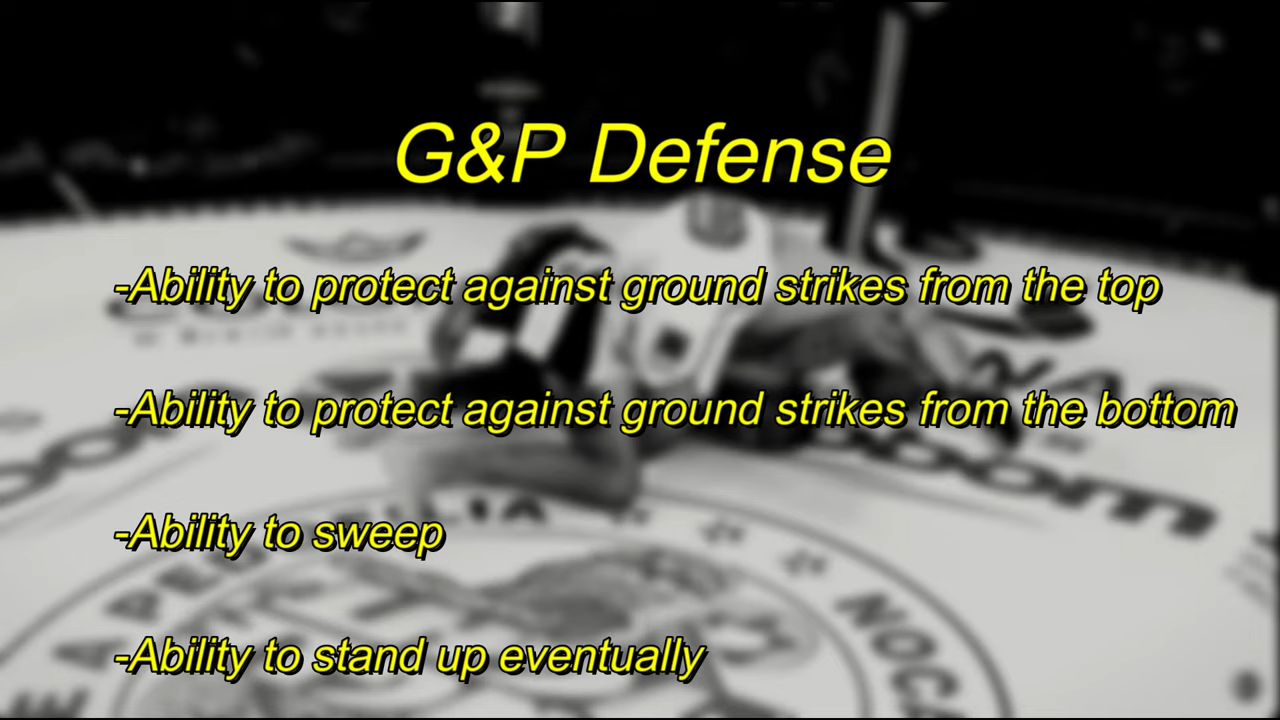 G&P Defense
-Ability to protect against ground strikes from the top
-Ability to protect against ground strikes from the bottom
-Ability to sweep
-Ability to stand up eventually